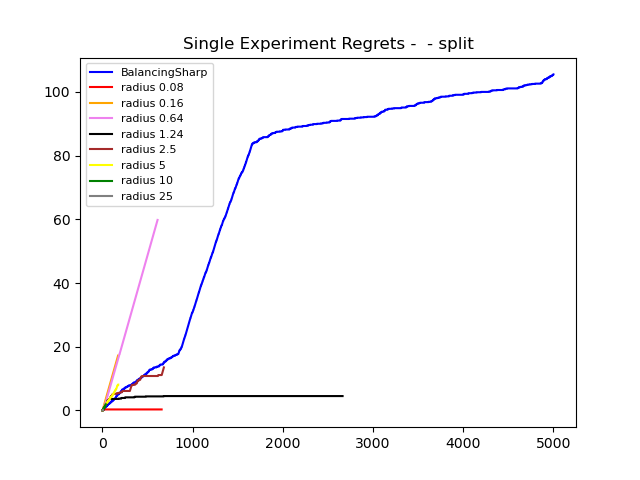 Single Experiment Regrets -  - split
BalancingSharp
radius 0.08
radius 0.16
radius 0.64
radius 1.24
radius 2.5
radius 5
radius 10
radius 25
100
80
60
40
20
0
0 1000 2000 3000 4000 5000